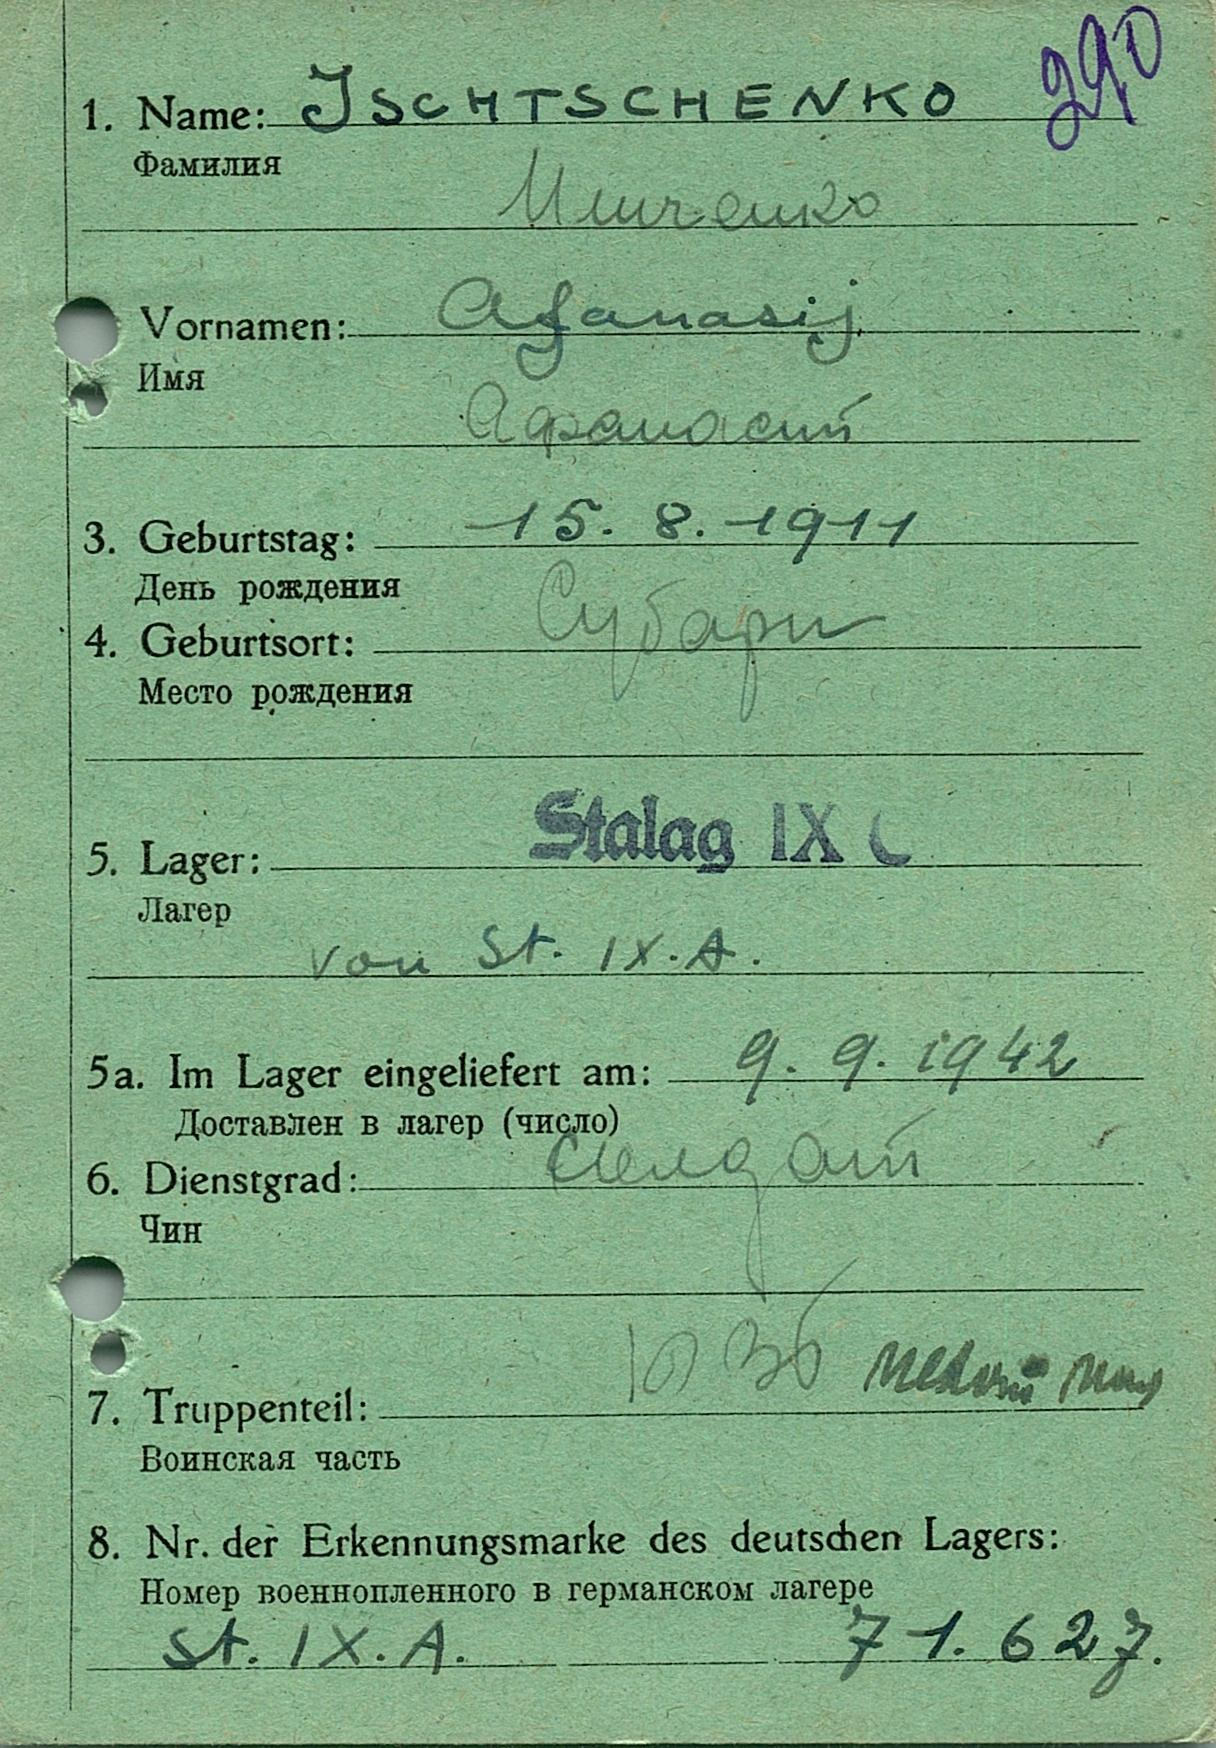 290
1. Name: ISCHTSCHENKO
Фамилия
Ищенко
Vornamen: Afanasij
Имя
Афанасий
3. Geburtstag: 15. 8. 1911
День рождения
4. Geburtsort: Субари
Место рождения
5. Lager: Stalag IX C
Лагер
von St. IX. A.
5a. Im Lager eingeliefert am: 9. 9. 1942
Доставлен в лагер (число)
6. Dienstgrad: солдат
Чин
7. Truppenteil:
Воинская часть
8. Nr. der Erkennungsmarke des deutschen Lagers:
Номер военнопленного в германском лагере
St. IX. A. 71.627.